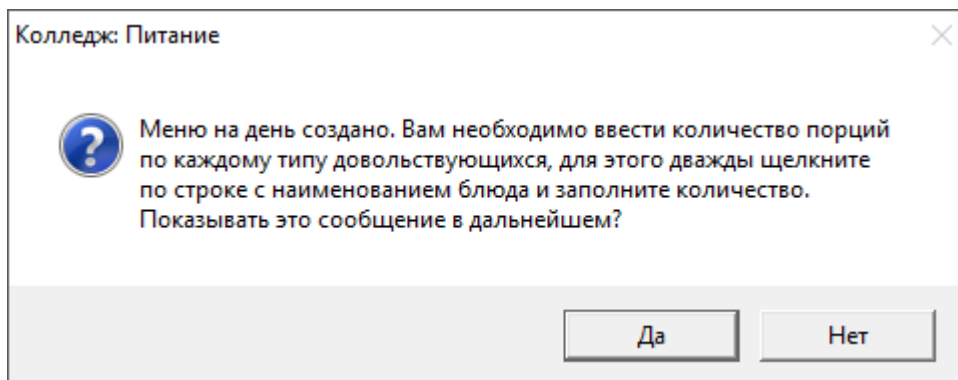 Колледж: Питание
Меню на день создано. Вам необходимо ввести количество порций
по каждому типу довольствующихся, для этого дважды щелкните
по строке с наименованием блюда и заполните количество.
Показывать это сообщение в дальнейшем?
Да
Нет